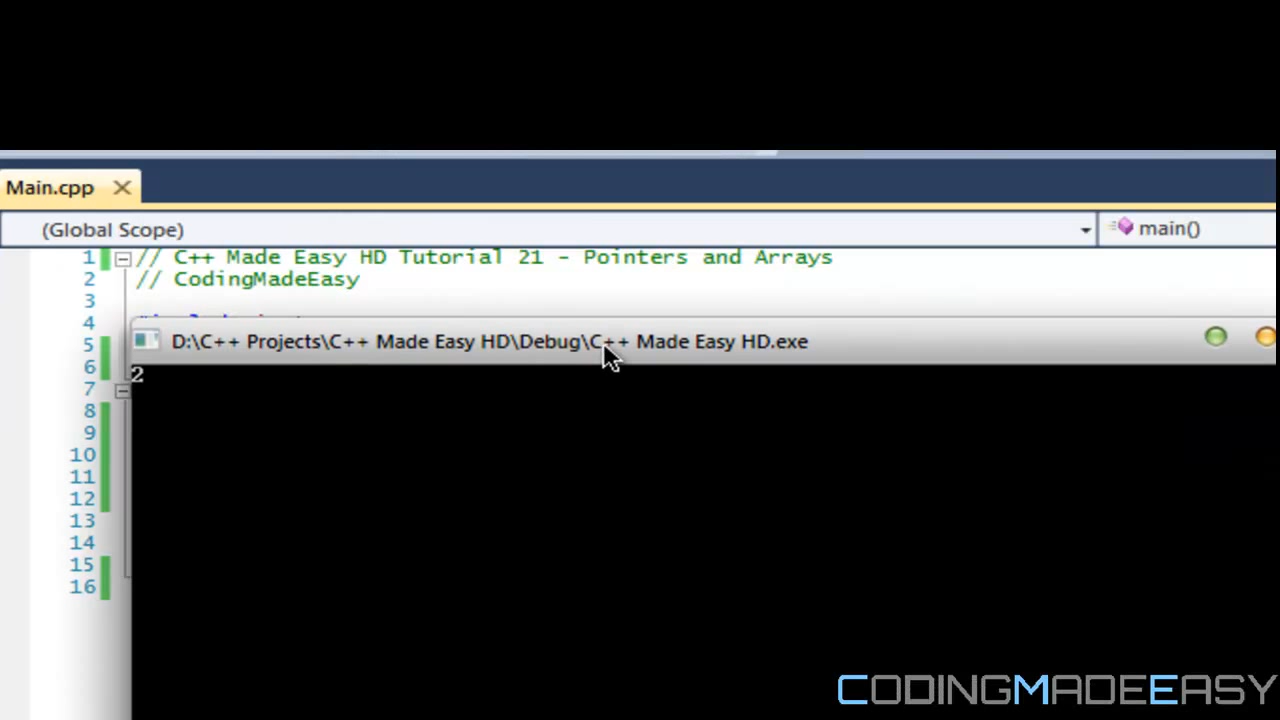 Main.cpp
(Global Scope)
main()
1 // C++ Made Easy HD Tutorial 21 - Pointers and Arrays
2 // CodingMadeEasy
3
4
D:\C++ Projects\C++ Made Easy HD\Debug\C++ Made Easy HD.exe
5
6
2
7
8
9
10
11
12
13
14
15
16
CODINGMADEEASY